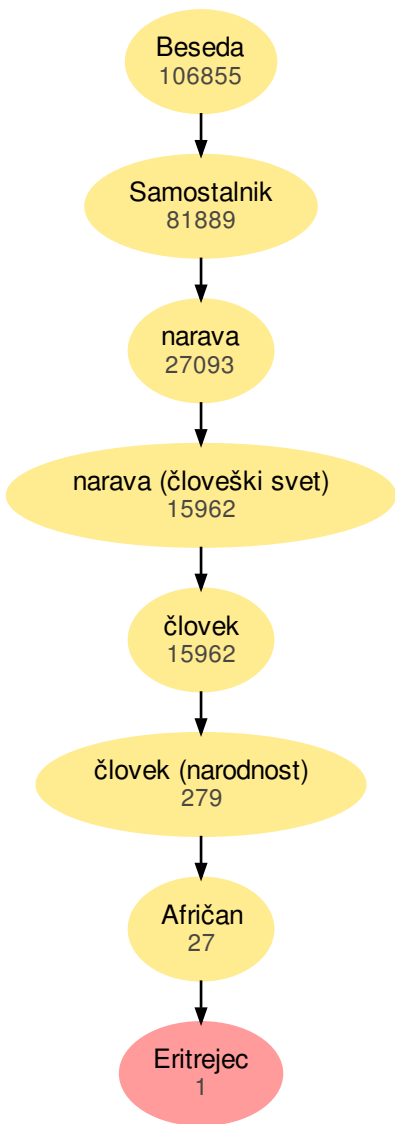 Beseda
106855
Samostalnik
81889
narava
27093
narava (človeški svet)
15962
človek
15962
človek (narodnost)
279
Afričan
27
Eritrejec
1